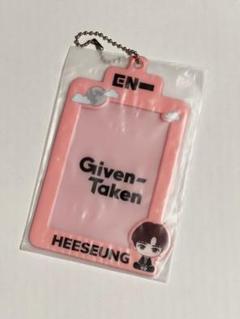 EN-
Given-
Taken
HEESEUNG